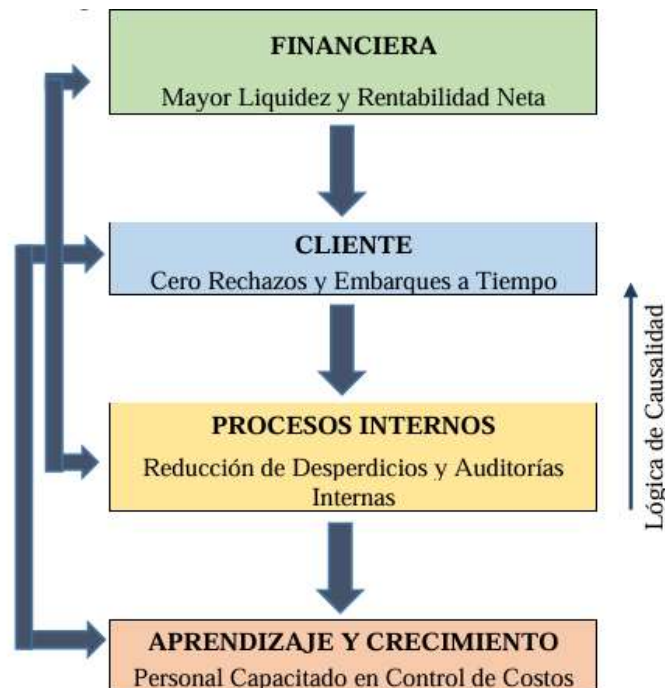 FINANCIERA
Mayor Liquidez y Rentabilidad Neta
CLIENTE
Cero Rechazos y Embarques a Tiempo
PROCESOS INTERNOS
Reducción de Desperdicios y Auditorías
Internas
APRENDIZAJE Y CRECIMIENTO
Personal Capacitado en Control de Costos
Lógica de Causalidad